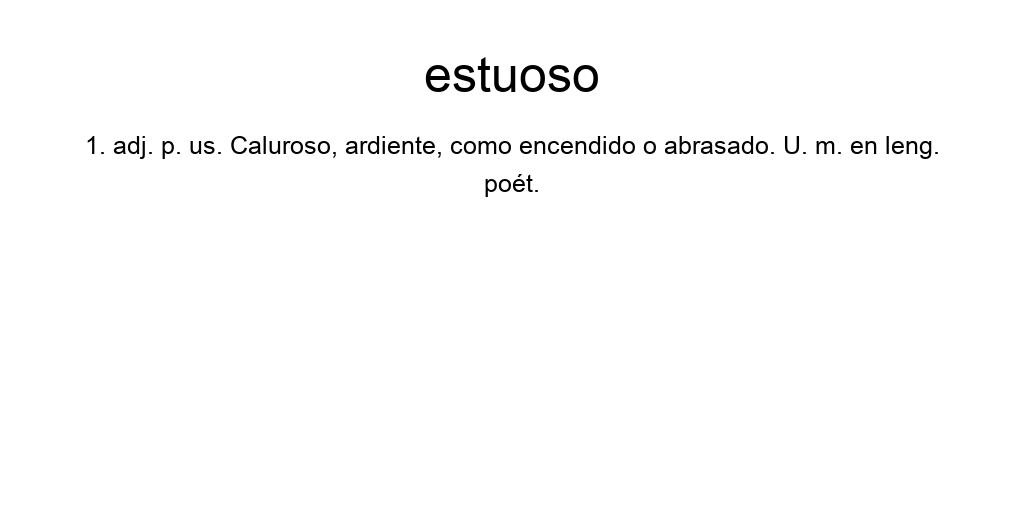 estuoso
1. adj. p. us. Caluroso, ardiente, como encendido o abrasado. U. m. en leng.
poét.